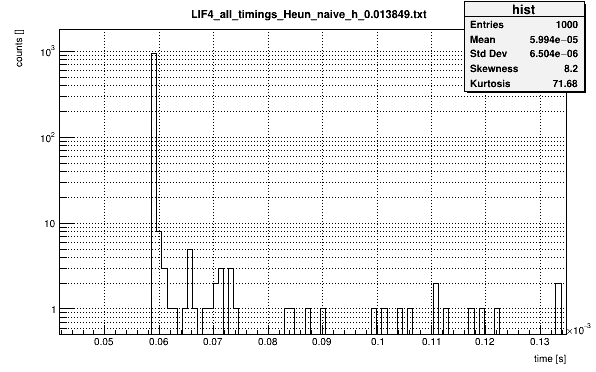 LIF4_all_timings_Heun_naive_h_0.013849.txt
hist
Entries 1000
Mean 5.994e−05
Std Dev 6.504e−06
Skewness 8.2
Kurtosis 71.68
counts []
10³
10²
10
1
0.05 0.06 0.07 0.08 0.09 0.1 0.11 0.12 0.13
×10⁻³
time [s]